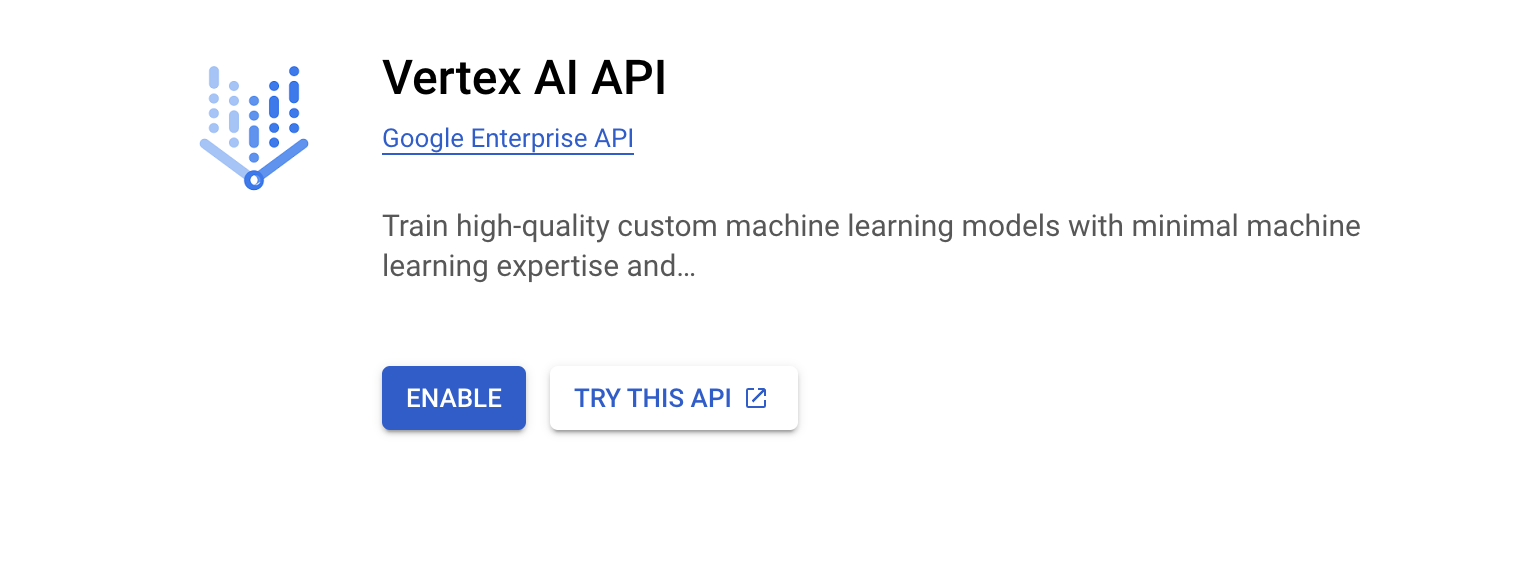 Vertex AI API
Google Enterprise API
Train high-quality custom machine learning models with minimal machine
learning expertise and…
ENABLE
TRY THIS API